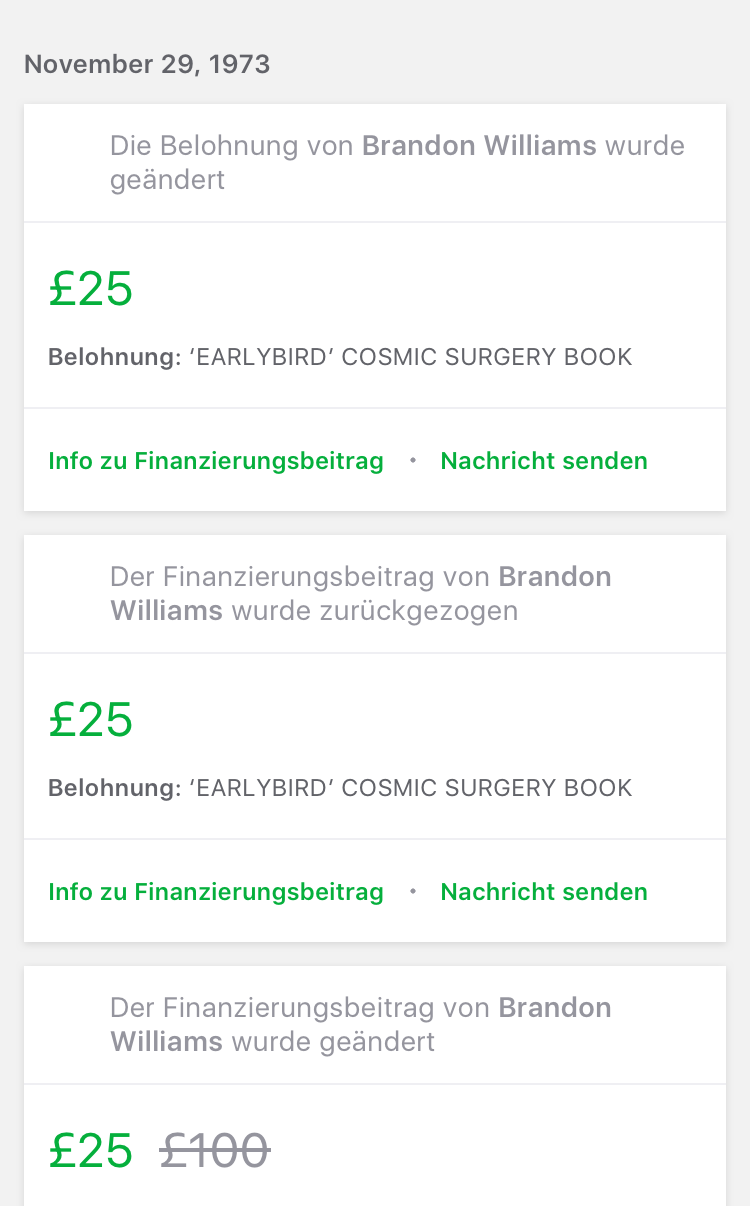 November 29, 1973
Die Belohnung von Brandon Williams wurde
geändert
£25
Belohnung: ‘EARLYBIRD’ COSMIC SURGERY BOOK
Info zu Finanzierungsbeitrag • Nachricht senden
Der Finanzierungsbeitrag von Brandon
Williams wurde zurückgezogen
£25
Belohnung: ‘EARLYBIRD’ COSMIC SURGERY BOOK
Info zu Finanzierungsbeitrag • Nachricht senden
Der Finanzierungsbeitrag von Brandon
Williams wurde geändert
£25 £100